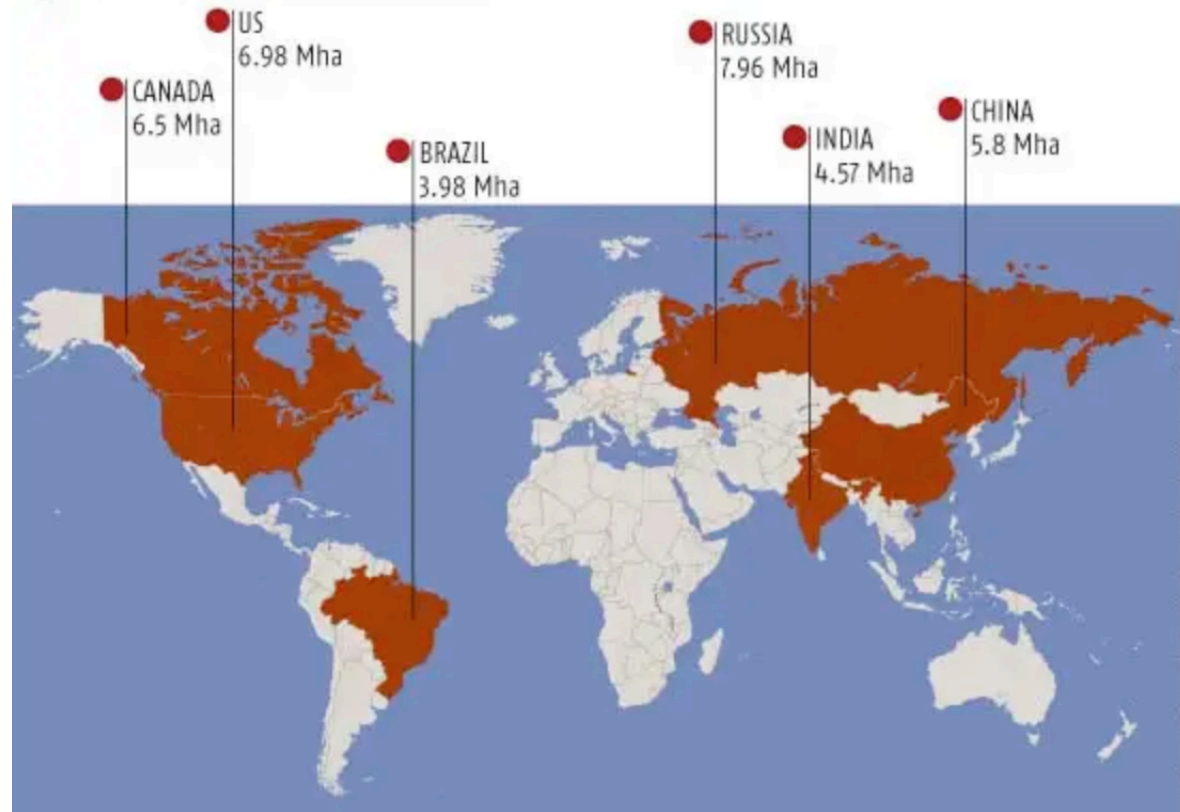 US
6.98 Mha
CANADA
6.5 Mha
BRAZIL
3.98 Mha
RUSSIA
7.96 Mha
INDIA
4.57 Mha
CHINA
5.8 Mha